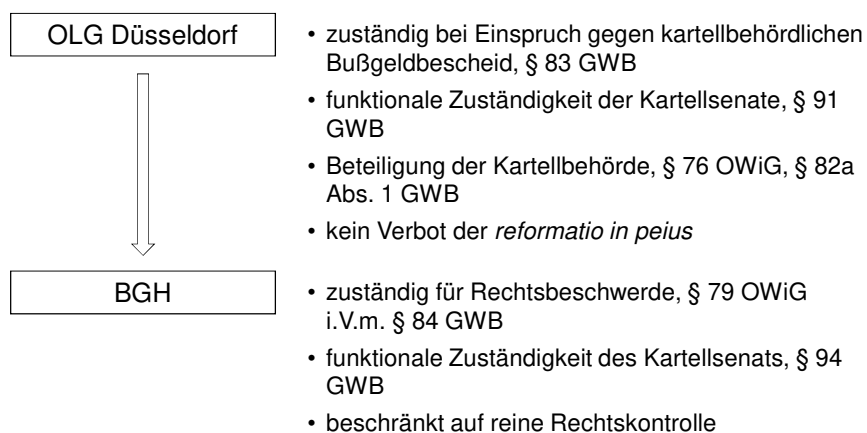 OLG Düsseldorf
• zuständig bei Einspruch gegen kartellbehördlichen
Bußgeldbescheid, § 83 GWB
• funktionale Zuständigkeit der Kartellsenate, § 91
GWB
• Beteiligung der Kartellbehörde, § 76 OWiG, § 82a
Abs. 1 GWB
• kein Verbot der reformatio in peius
BGH
• zuständig für Rechtsbeschwerde, § 79 OWiG
i.V.m. § 84 GWB
• funktionale Zuständigkeit des Kartellsenats, § 94
GWB
• beschränkt auf reine Rechtskontrolle